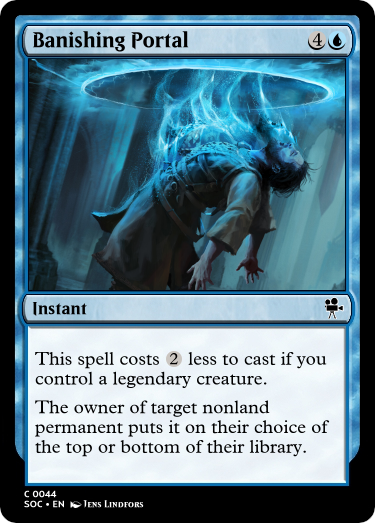 Banishing Portal 4
Instant
This spell costs 2 less to cast if you
control a legendary creature.
The owner of target nonland
permanent puts it on their choice of
the top or bottom of their library.
C 0044
SOC • EN Jens Lindfors